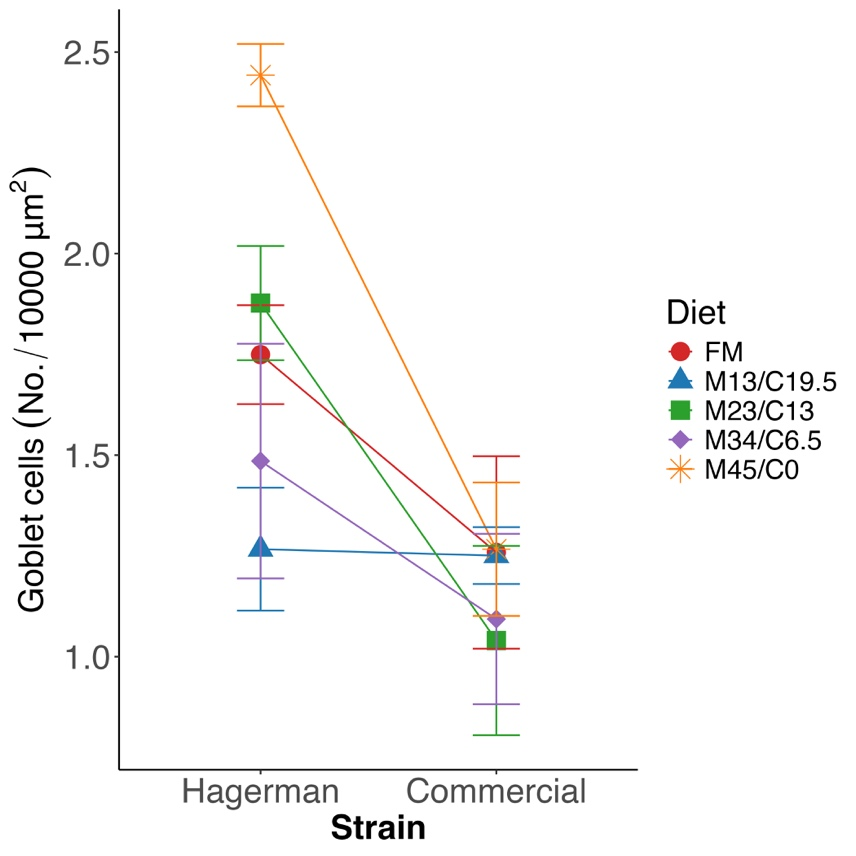 Goblet cells (No. / 10000 μm²)
2.5
2.0
1.5
1.0
Hagerman Commercial
Strain
Diet
FM
M13/C19.5
M23/C13
M34/C6.5
M45/C0